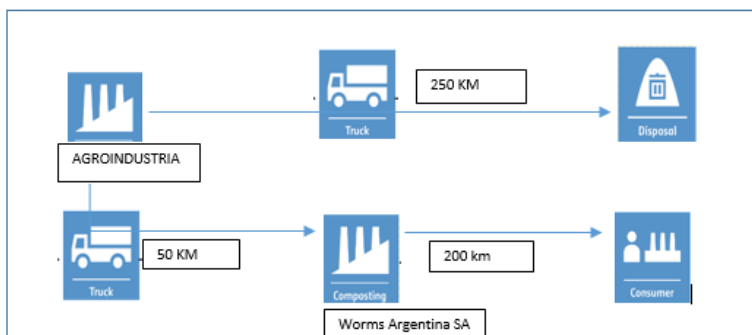 250 KM
Truck
Disposal
AGROINDUSTRIA
50 KM
200 km
Truck
Composting
Consumer
Worms Argentina SA